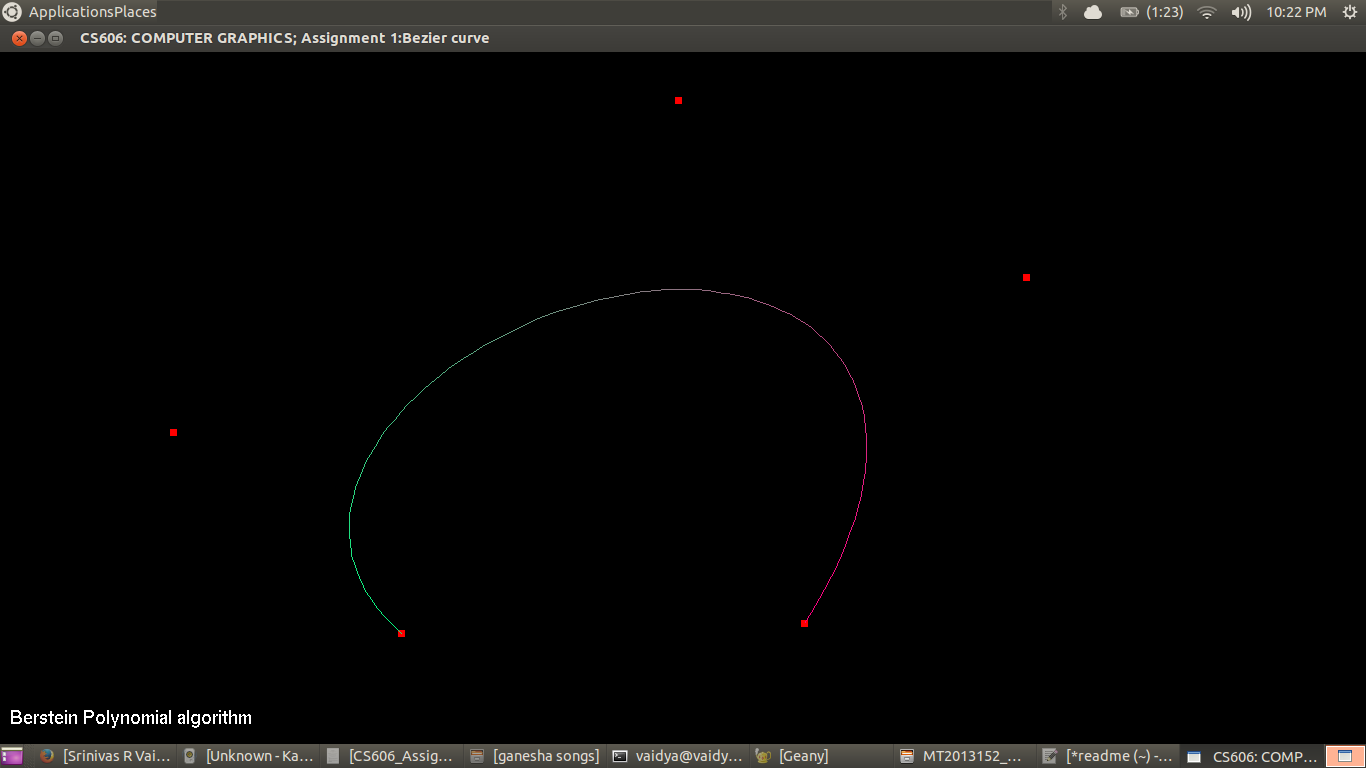 ApplicationsPlaces (1:23) 10:22 PM
CS606: COMPUTER GRAPHICS; Assignment 1:Bezier curve
Berstein Polynomial algorithm
[Srinivas R Vai... [Unknown - Ka... [CS606_Assig... [ganesha songs] vaidya@vaidy... [Geany] MT2013152_... [*readme (~) -... CS606: COMP...